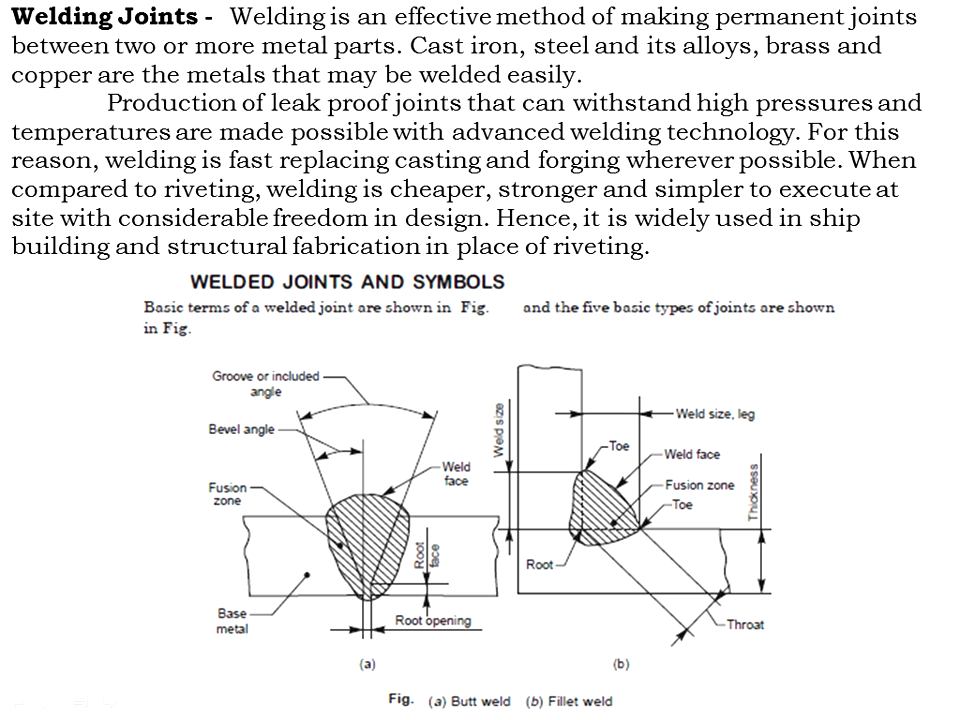 Welding Joints - Welding is an effective method of making permanent joints
between two or more metal parts. Cast iron, steel and its alloys, brass and
copper are the metals that may be welded easily.
Production of leak proof joints that can withstand high pressures and
temperatures are made possible with advanced welding technology. For this
reason, welding is fast replacing casting and forging wherever possible. When
compared to riveting, welding is cheaper, stronger and simpler to execute at
site with considerable freedom in design. Hence, it is widely used in ship
building and structural fabrication in place of riveting.
WELDED JOINTS AND SYMBOLS
Basic terms of a welded joint are shown in Fig. and the five basic types of joints are shown
in Fig.
Groove or included
angle
Bevel angle
Weld
face
Fusion
zone
Root
face
Base
metal
Root opening
(a)
Weld size
Weld size, leg
Toe
Weld face
Fusion zone
Toe
Thickness
Root
Throat
(b)
Fig. (a) Butt weld (b) Fillet weld